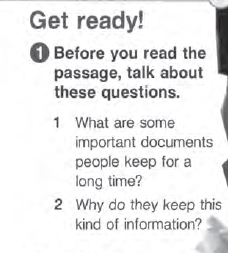 Get ready!
1 Before you read the
passage, talk about
these questions.
1 What are some
important documents
people keep for a
long time?
2 Why do they keep this
kind of information?